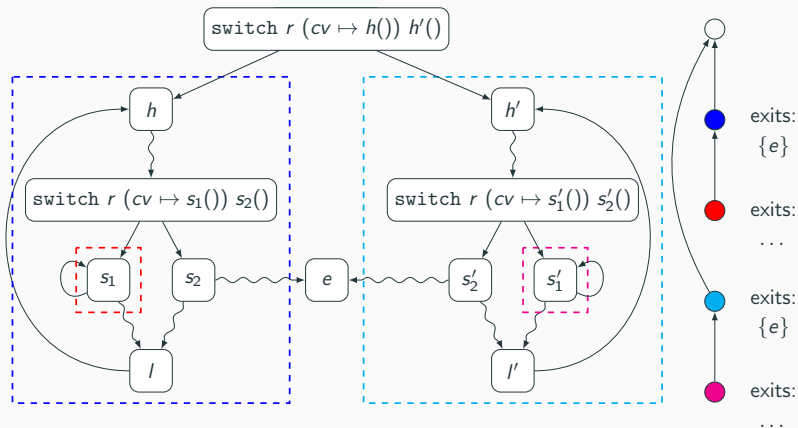 switch r (cv ↦ h()) h′()
h
h′
exits:
{e}
switch r (cv ↦ s₁()) s₂()
switch r (cv ↦ s′₁()) s′₂()
exits:
...
s₁
s₂
e
s′₂
s′₁
exits:
{e}
l
l′
exits:
...